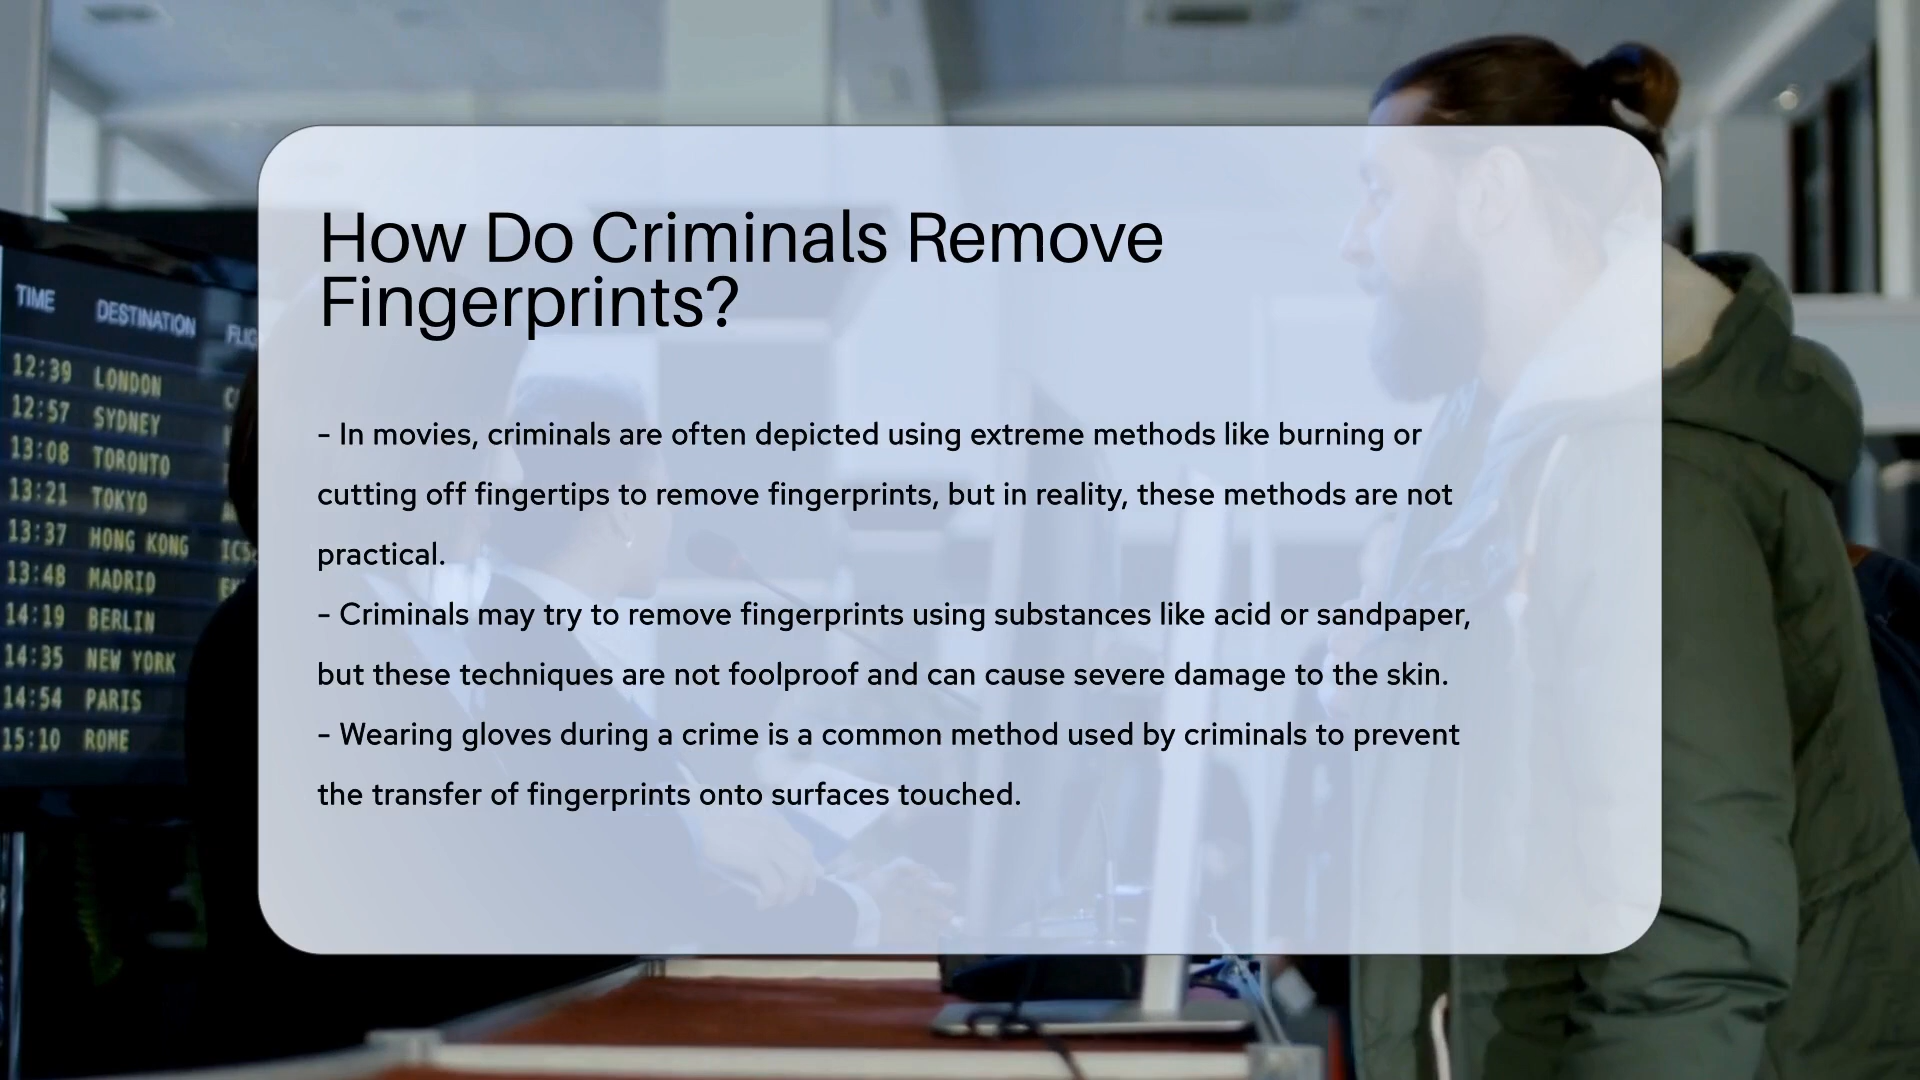 How Do Criminals Remove
Fingerprints?
- In movies, criminals are often depicted using extreme methods like burning or
cutting off fingertips to remove fingerprints, but in reality, these methods are not
practical.
- Criminals may try to remove fingerprints using substances like acid or sandpaper,
but these techniques are not foolproof and can cause severe damage to the skin.
- Wearing gloves during a crime is a common method used by criminals to prevent
the transfer of fingerprints onto surfaces touched.
TIME DESTINATION
12:39 LONDON
12:57 SYDNEY
13:08 TORONTO
13:21 TOKYO
13:37 HONG KONG
13:48 MADRID
14:19 BERLIN
14:35 NEW YORK
14:54 PARIS
15:10 ROME